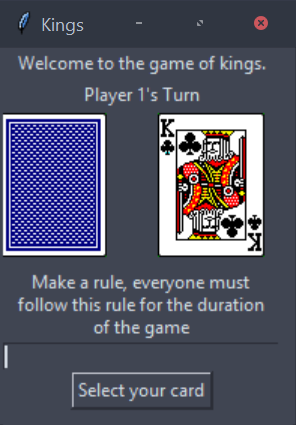 Kings
Welcome to the game of kings.
Player 1's Turn
K
K
Make a rule, everyone must
follow this rule for the duration
of the game
Select your card